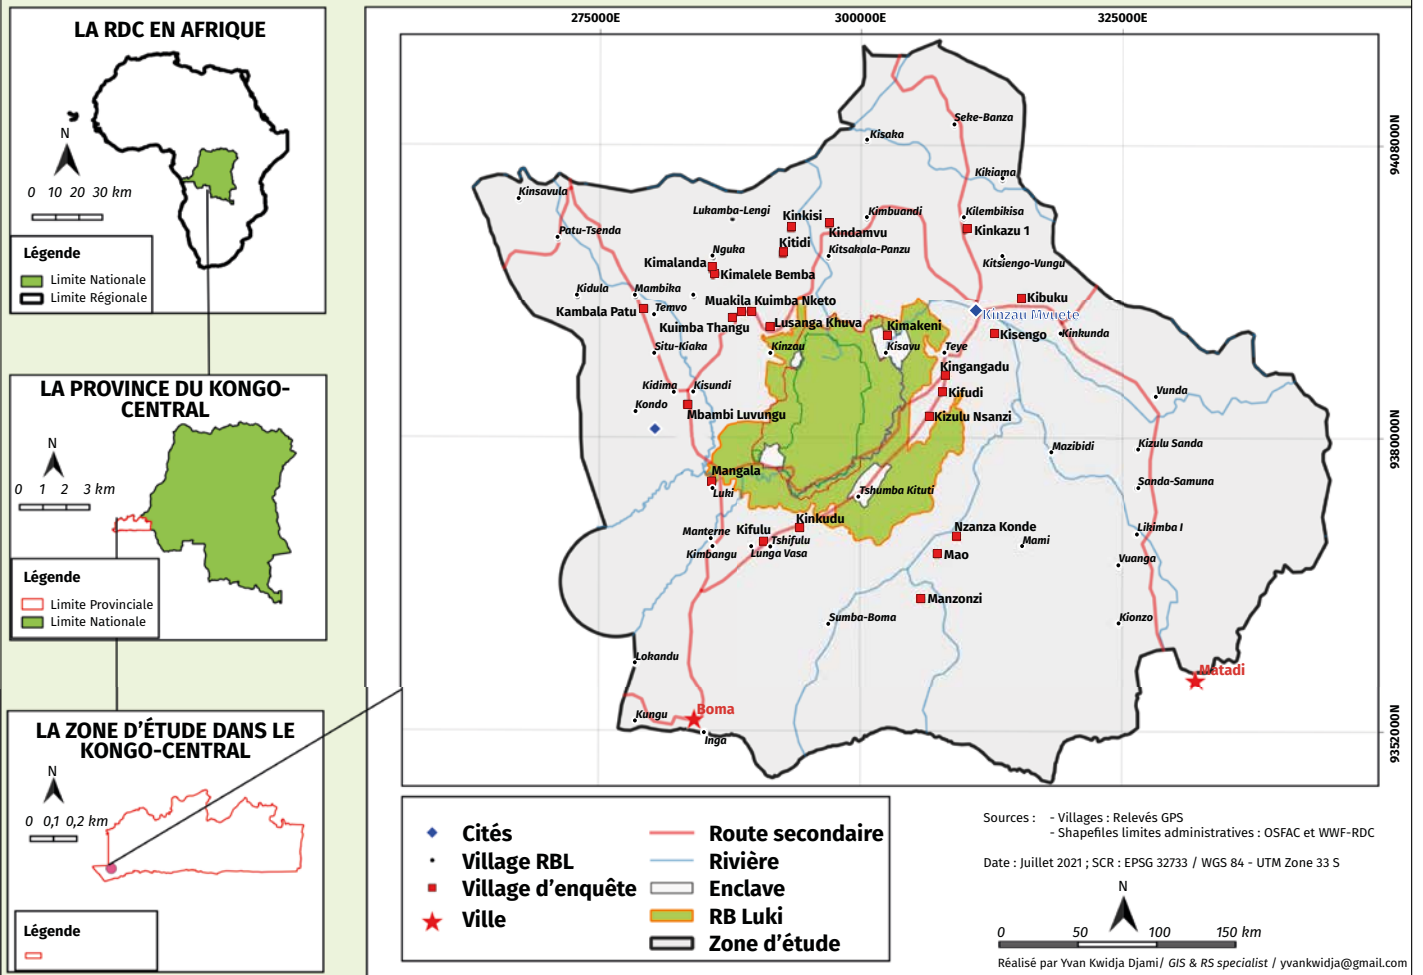 LA RDC EN AFRIQUE
N
0 10 20 30 km
Légende
Limite Nationale
Limite Régionale
LA PROVINCE DU KONGO-
CENTRAL
N
0 1 2 3 km
Légende
Limite Provinciale
Limite Nationale
LA ZONE D'ÉTUDE DANS LE
KONGO-CENTRAL
N
0 0,1 0,2 km
Légende
275000E 300000E 325000E
9408000N
9380000N
9352000N
Seke-Banza
Kisaka
Kikiama
Kinsavula
Lukamba-Lengi
Kinkisi
Kimbuandi
Kilembikisa
Kindamvu
Kinkazu 1
Patu-Tsenda
Kitidi
Nguka
Kitsakala-Panzu
Kitsiengo-Vungu
Kimalanda
Kimalele Bemba
Kidula
Mambika
Muakila Kuimba Nketo
Kibuku
Kambala Patu
Temvo
Kinzau Mvuete
Kuimba Thangu
Lusanga Khuva
Kimakeni
Kisengo
Kinkunda
Situ-Kiaka
Kinzau
Kisavu
Teye
Kingangadu
Kidima
Kisundi
Kifudi
Vunda
Kondo
Mbambi Luvungu
Kizulu Nsanzi
Mazibidi
Kizulu Sanda
Mangala
Luki
Tshumba Kituti
Sanda-Samuna
Kinkudu
Manterne
Kifulu
Tshifulu
Nzanza Konde
Likimba I
Kimbangu
Lunga Vasa
Mami
Mao
Vuanga
Manzonzi
Sumba-Boma
Kionzo
Lokandu
Matadi
Kungu
Boma
Inga
Cités
Village RBL
Village d'enquête
Ville
Route secondaire
Rivière
Enclave
RB Luki
Zone d'étude
Sources : - Villages : Relevés GPS
- Shapefiles limites administratives : OSFAC et WWF-RDC
Date : Juillet 2021 ; SCR : EPSG 32733 / WGS 84 - UTM Zone 33 S
N
0 50 100 150 km
Réalisé par Yvan Kwidja Djami/ GIS & RS specialist / yvankwidja@gmail.com